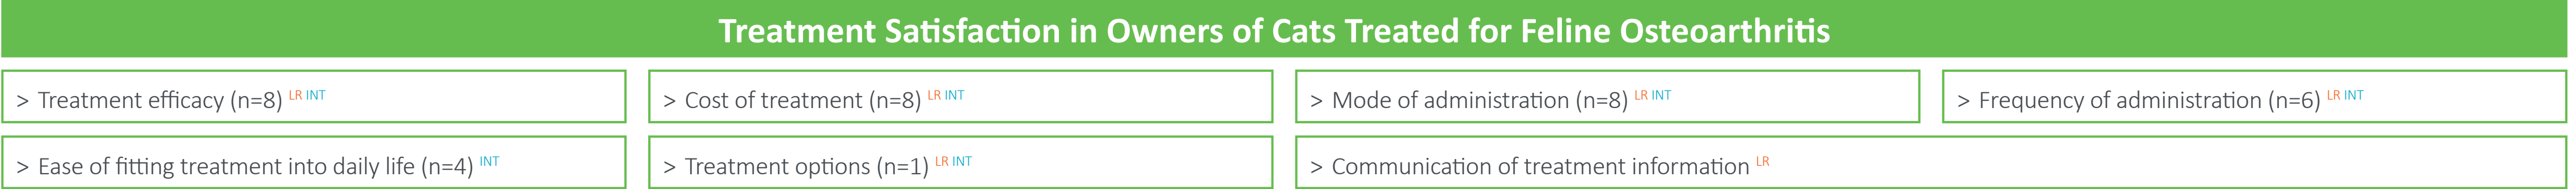 Treatment Satisfaction in Owners of Cats Treated for Feline Osteoarthritis
> Treatment efficacy (n=8) LR INT
> Cost of treatment (n=8) LR INT
> Mode of administration (n=8) LR INT
> Frequency of administration (n=6) LR INT
> Ease of fitting treatment into daily life (n=4) INT
> Treatment options (n=1) LR INT
> Communication of treatment information LR